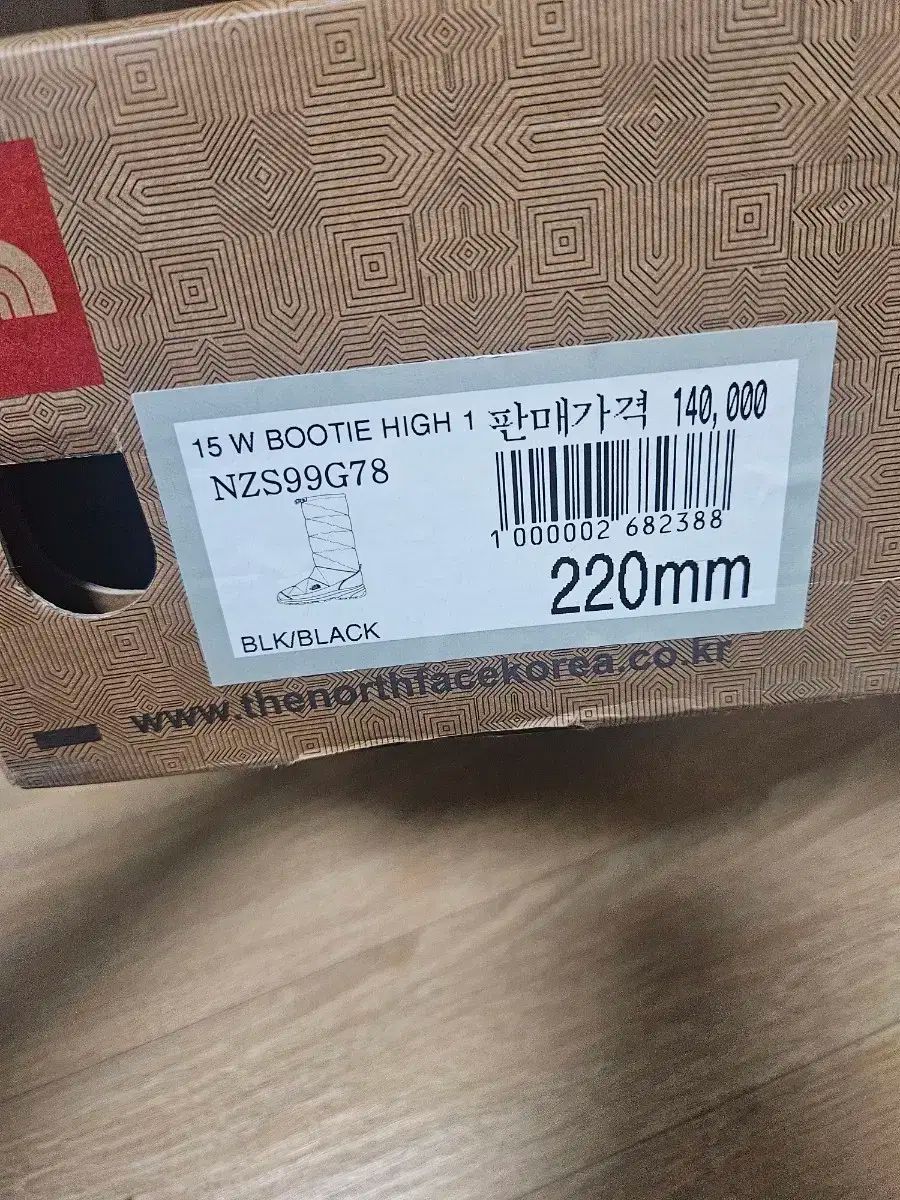 15 W BOOTIE HIGH 1 판매가격 140,000
NZS99G78
1 000002 682388
220mm
BLK/BLACK
www.thenorthfacekorea.co.kr